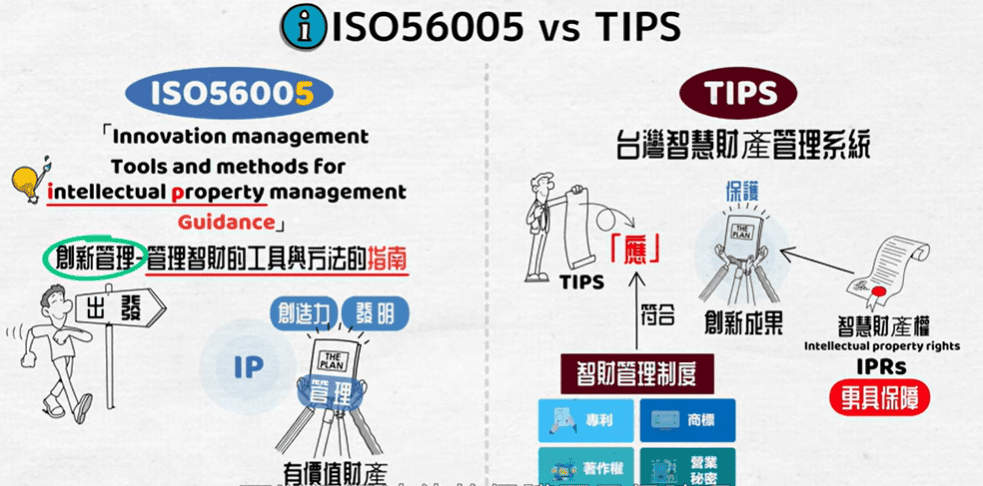 ISO56005 vs TIPS
ISO56005
「Innovation management
Tools and methods for
intellectual property management
Guidance」
創新管理-管理智財的工具與方法的指南
出發
創造力
發明
IP
THE
PLAN
管理
有價值財產
TIPS
台灣智慧財產管理系統
保護
THE
PLAN
「應」
TIPS
符合
創新成果
智慧財產權
Intellectual property rights
IPRs
更具保障
智財管理制度
專利
商標
著作權
營業
秘密